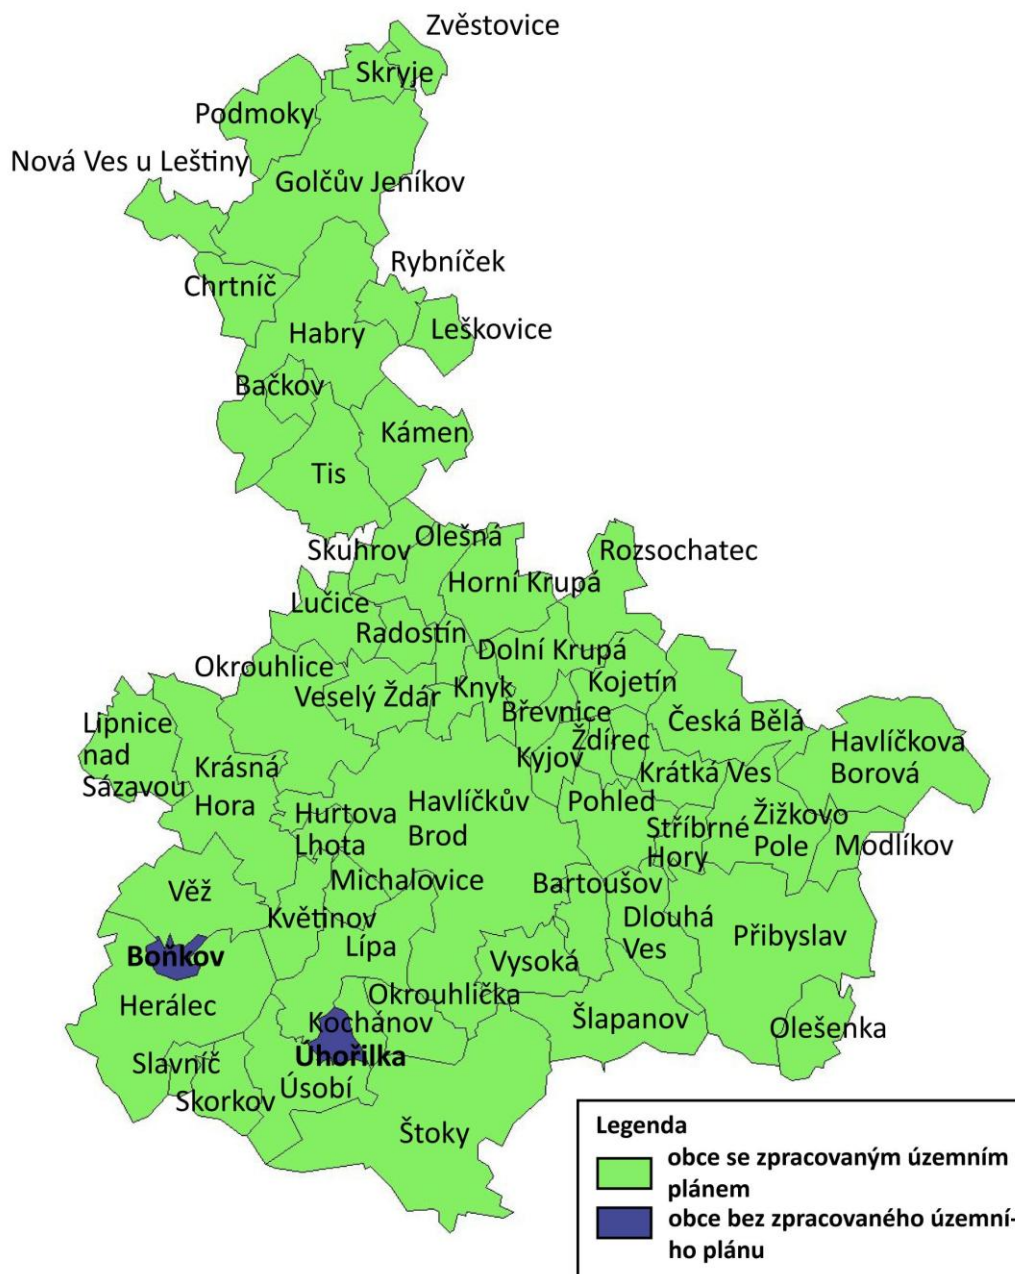 Zvěstovice
Skryje
Podmoky
Nová Ves u Leštiny
Golčův Jeníkov
Rybníček
Chrtníč
Leškovice
Habry
Bačkov
Kámen
Tis
Olešná
Skuhrov
Rozsochatec
Horní Krupá
Lučice
Radostín
Dolní Krupá
Okrouhlice
Kojetín
Veselý Ždár
Knyk
Břevnice
Česká Bělá
Lipnice
nad
Sázavou
Ždírec
Havlíčkova
Borová
Kyjov
Krásná
Hora
Krátká Ves
Havlíčkův
Brod
Pohled
Hurtova
Lhota
Žižkovo
Pole
Stříbrné
Hory
Modlíkov
Michalovice
Bartoušov
Věž
Květinov
Dlouhá
Ves
Přibyslav
Lípa
Boňkov
Vysoká
Okrouhlička
Herálec
Kochánov
Šlapanov
Olešenka
Úhořilka
Slavníč
Úsobí
Skorkov
Štoky
Legenda
obce se zpracovaným územním
plánem
obce bez zpracovaného územní-
ho plánu